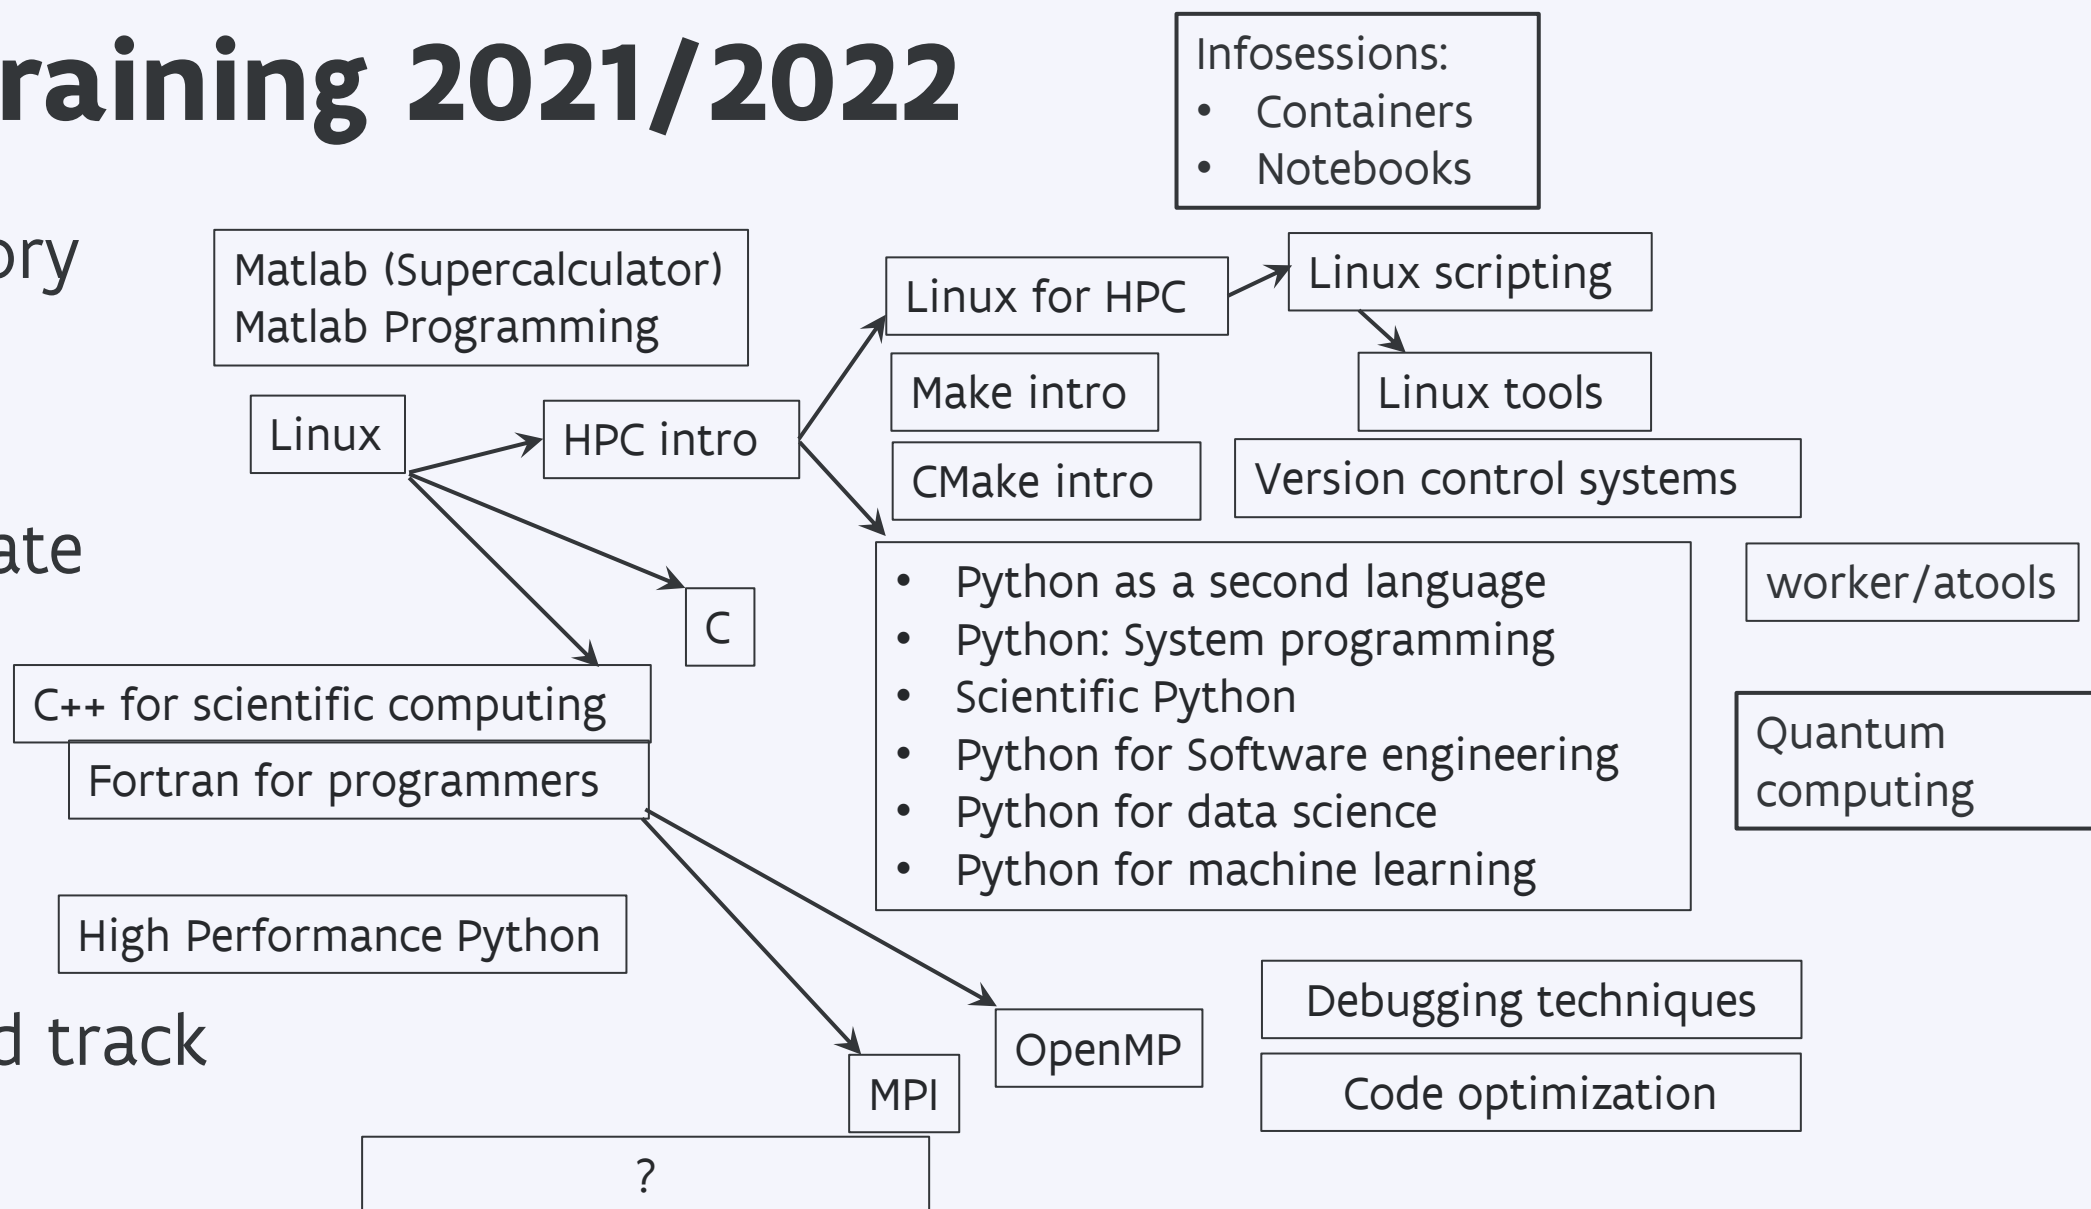 raining 2021/2022
Infosessions:
• Containers
• Notebooks
ory
Matlab (Supercalculator)
Matlab Programming
Linux for HPC
Linux scripting
Make intro
Linux tools
Linux
HPC intro
CMake intro
Version control systems
ate
C
• Python as a second language
• Python: System programming
• Scientific Python
• Python for Software engineering
• Python for data science
• Python for machine learning
worker/atools
C++ for scientific computing
Fortran for programmers
Quantum
computing
High Performance Python
d track
OpenMP
MPI
Debugging techniques
Code optimization
?